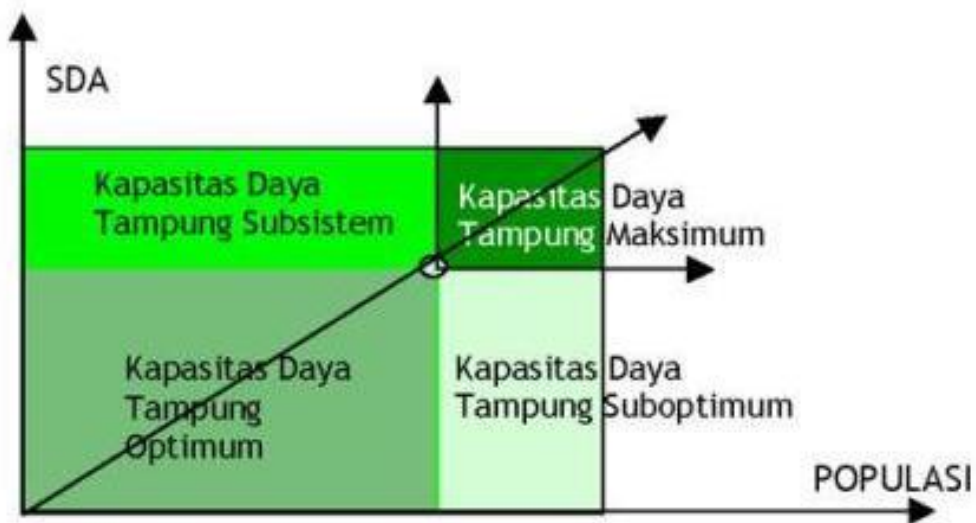 SDA
Kapasitas Daya
Tampung Subsistem
Kapasitas Daya
Tampung Maksimum
Kapasitas Daya
Tampung
Optimum
Kapasitas Daya
Tampung Suboptimum
POPULASI